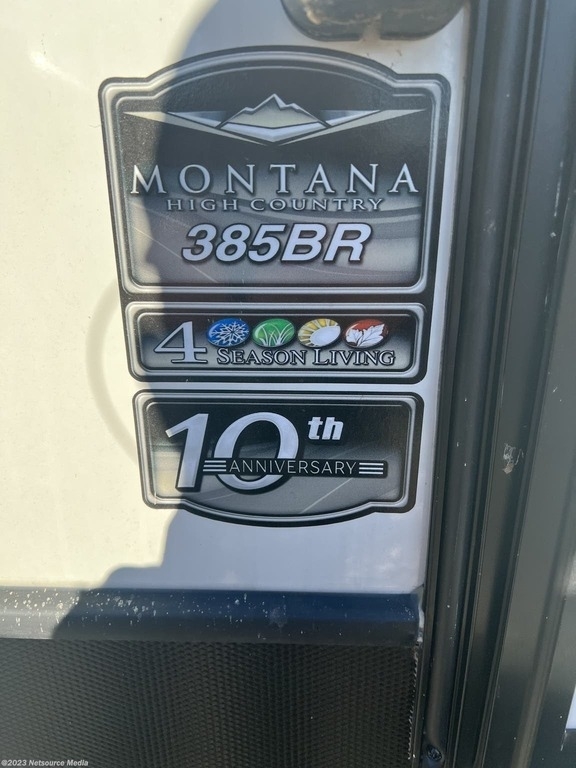 MONTANA
HIGH COUNTRY
385BR
4 SEASON LIVING
10th
ANNIVERSARY
©2023 Netsource Media